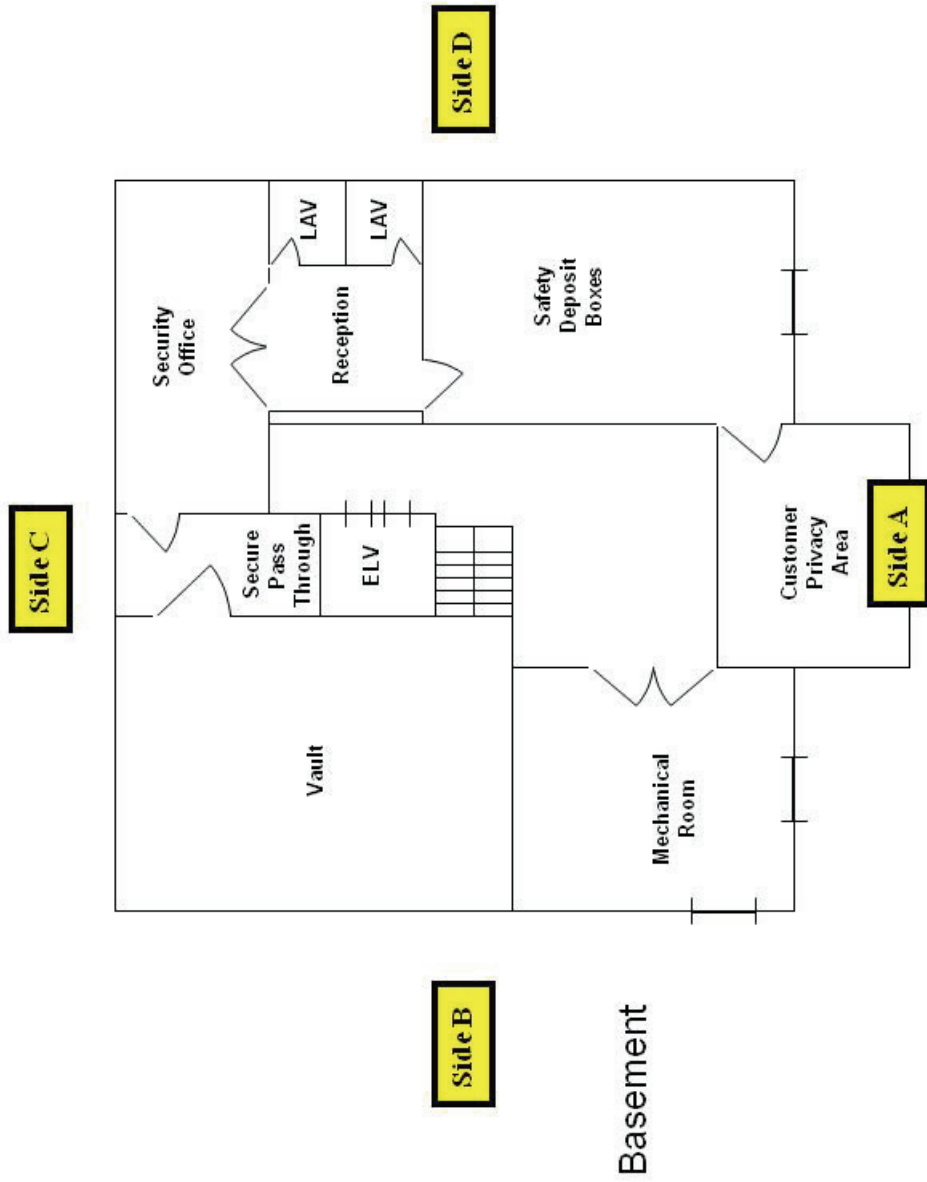 Side C
Side D
Security
Office
LAV
LAV
Reception
Secure
Pass
Through
ELV
Safety
Deposit
Boxes
Vault
Customer
Privacy
Area
Side A
Mechanical
Room
Side B
Basement